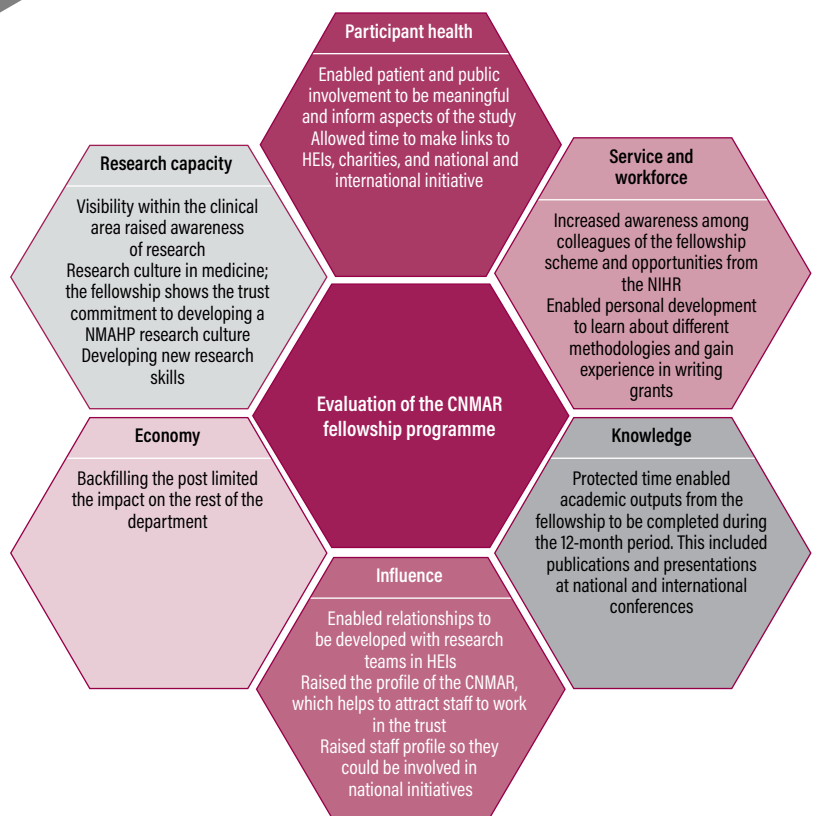 Participant health
Enabled patient and public
involvement to be meaningful
and inform aspects of the study
Allowed time to make links to
HEIs, charities, and national and
international initiative
Research capacity
Visibility within the clinical
area raised awareness
of research
Research culture in medicine;
the fellowship shows the trust
commitment to developing a
NMAHP research culture
Developing new research
skills
Service and
workforce
Increased awareness among
colleagues of the fellowship
scheme and opportunities from
the NIHR
Enabled personal development
to learn about different
methodologies and gain
experience in writing
grants
Evaluation of the CNMAR
fellowship programme
Economy
Backfilling the post limited
the impact on the rest of the
department
Knowledge
Protected time enabled
academic outputs from the
fellowship to be completed during
the 12-month period. This included
publications and presentations
at national and international
conferences
Influence
Enabled relationships to
be developed with research
teams in HEIs
Raised the profile of the CNMAR,
which helps to attract staff to work
in the trust
Raised staff profile so they
could be involved in
national initiatives